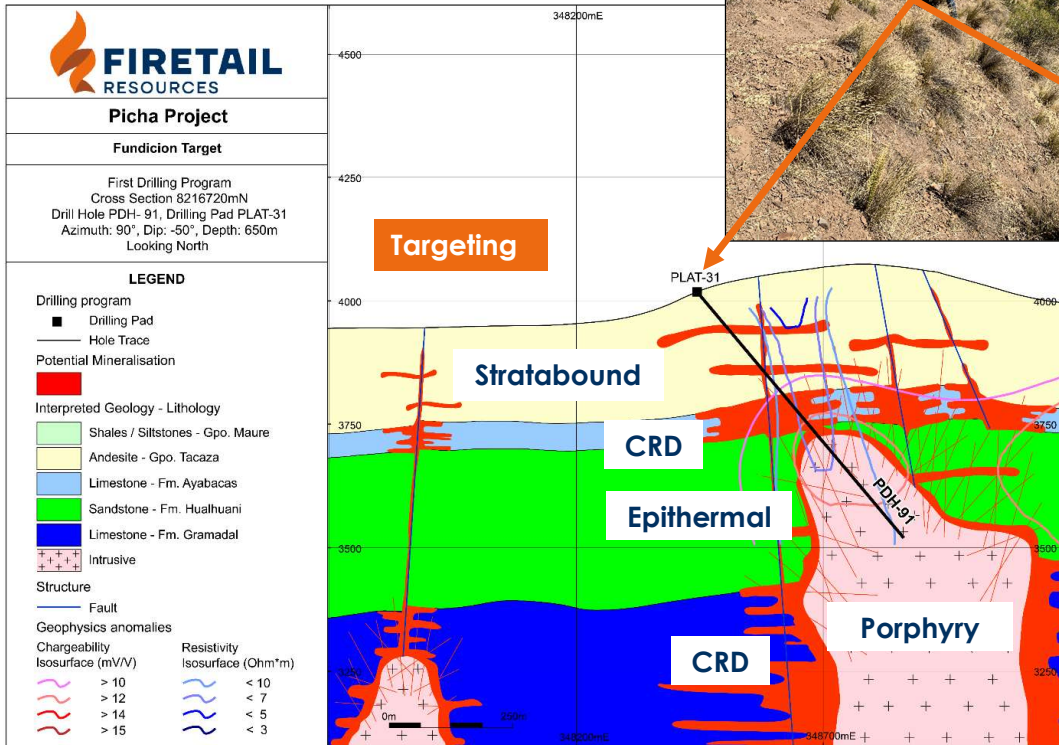 FIRETAIL
RESOURCES
Picha Project
Fundicion Target
First Drilling Program
Cross Section 8216720mN
Drill Hole PDH- 91, Drilling Pad PLAT-31
Azimuth: 90°, Dip: -50°, Depth: 650m
Looking North
LEGEND
Drilling program
Drilling Pad
Hole Trace
Potential Mineralisation
Interpreted Geology - Lithology
Shales / Siltstones - Gpo. Maure
Andesite - Gpo. Tacaza
Limestone - Fm. Ayabacas
Sandstone - Fm. Hualhuani
Limestone - Fm. Gramadal
Intrusive
Structure
Fault
Geophysics anomalies
Chargeability
Isosurface (mV/V)
> 10
> 12
> 14
> 15
Resistivity
Isosurface (Ohm*m)
< 10
< 7
< 5
< 3
348200mE
4500
4250
Targeting
PLAT-31
4000
Stratabound
3750
3750
CRD
Epithermal
PDH-91
3500
3500
Porphyry
CRD
3250
3250
0m
250m
348200mE
348700mE